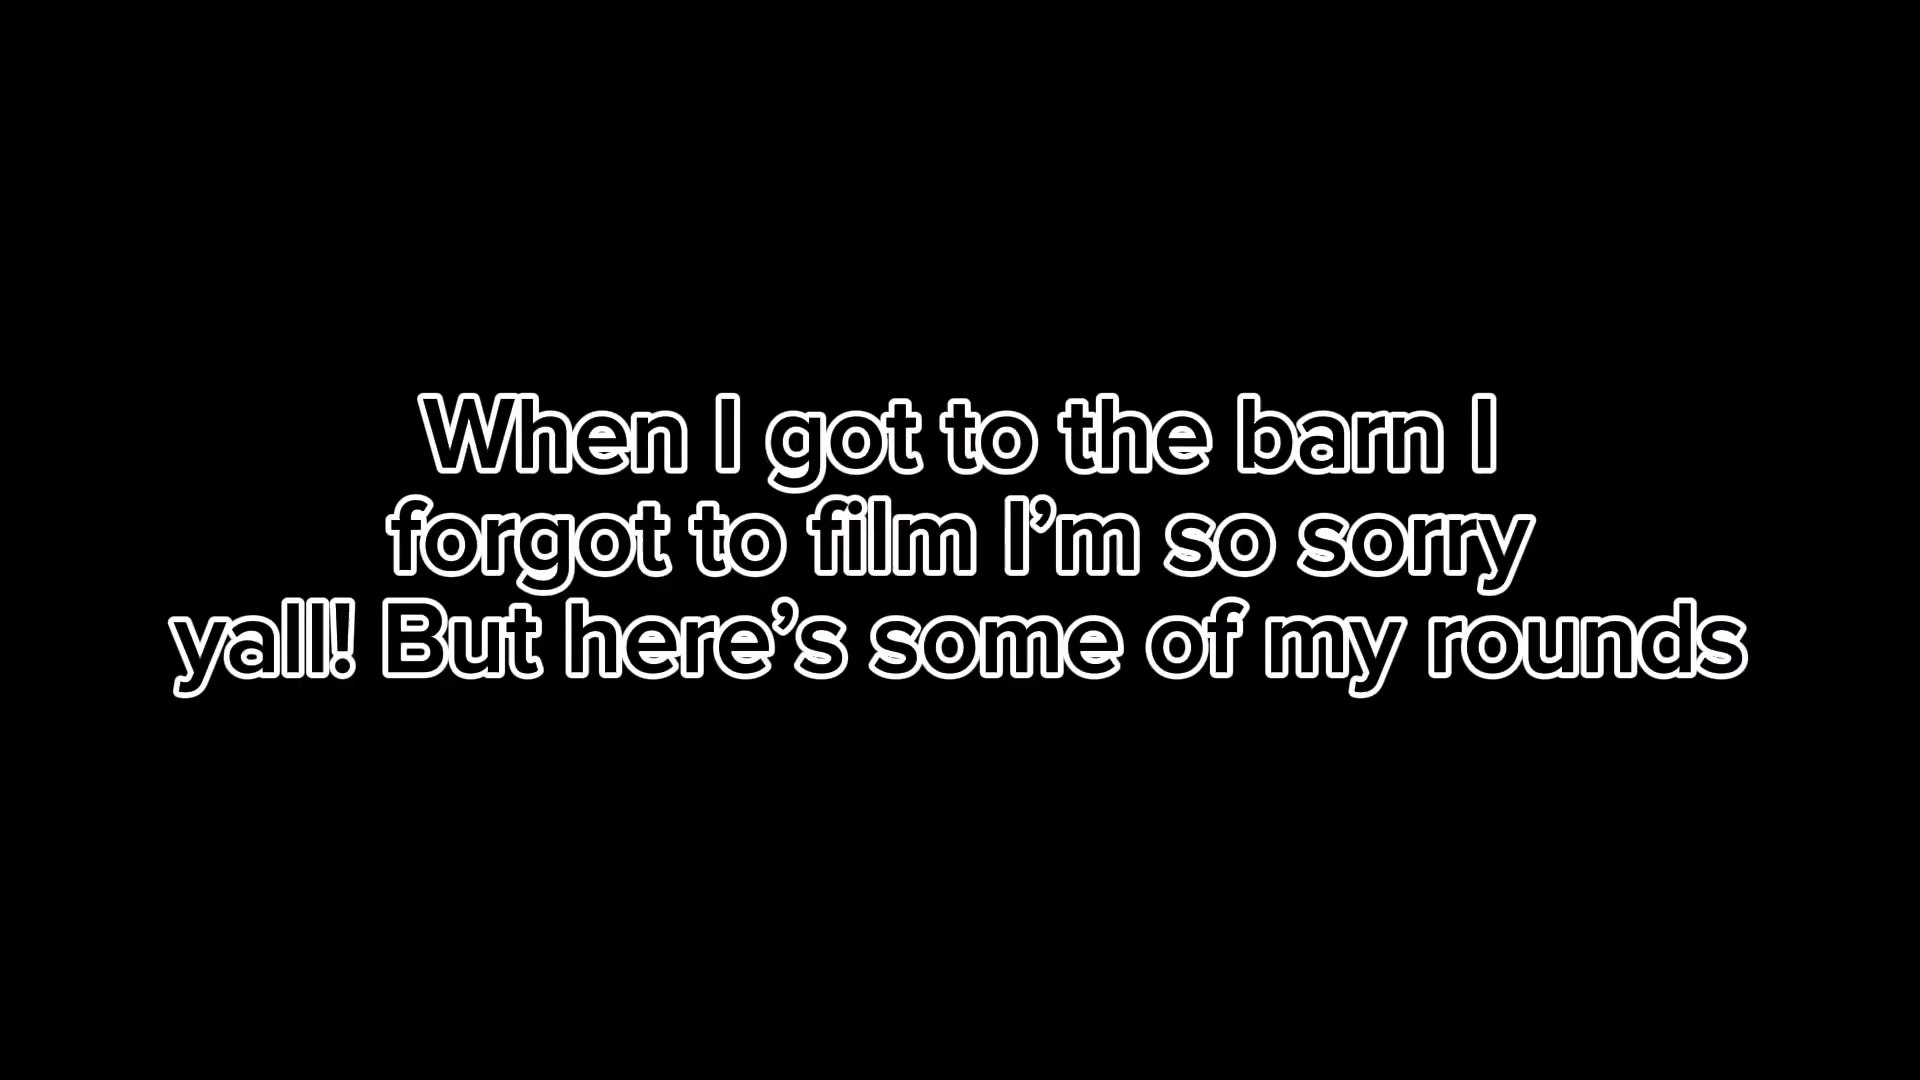 When I got to the barn I
forgot to film I’m so sorry
yall! But here’s some of my rounds